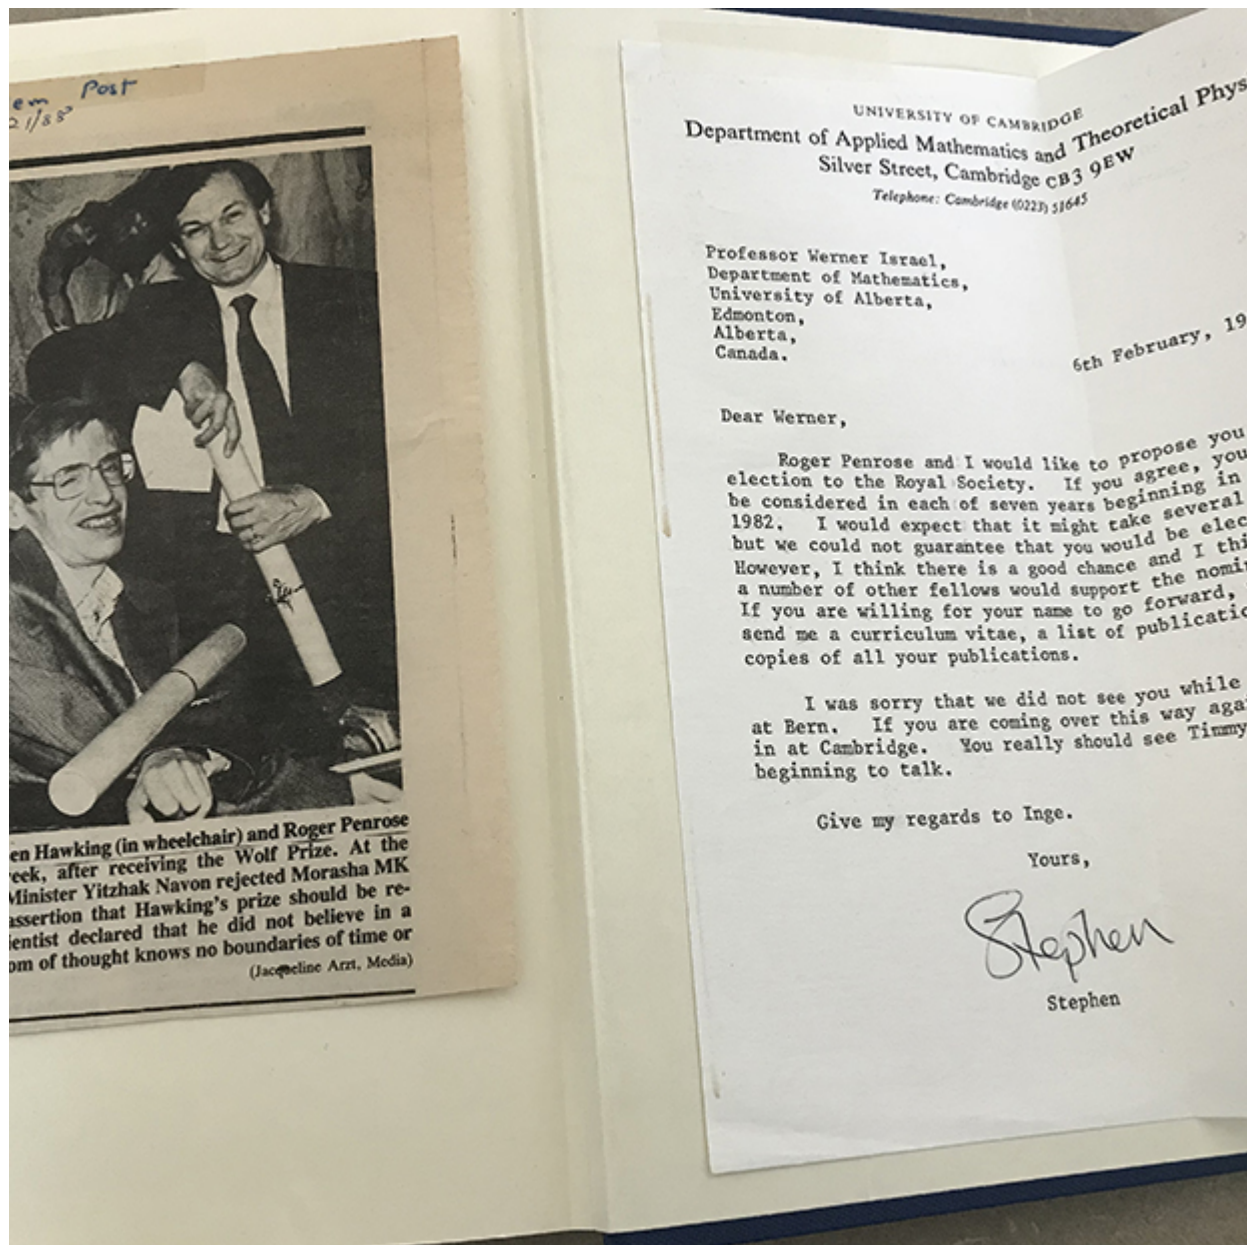 em Post
21/88
en Hawking (in wheelchair) and Roger Penrose
eek, after receiving the Wolf Prize. At the
Minister Yitzhak Navon rejected Morasha MK
assertion that Hawking's prize should be re-
ientist declared that he did not believe in a
om of thought knows no boundaries of time or
(Jacqueline Arzt, Media)
UNIVERSITY OF CAMBRIDGE
Department of Applied Mathematics and Theoretical Phys
Silver Street, Cambridge CB3 9EW
Telephone: Cambridge (0223) 51645
Professor Werner Israel,
Department of Mathematics,
University of Alberta,
Edmonton,
Alberta,
Canada.
6th February, 19
Dear Werner,
Roger Penrose and I would like to propose you
election to the Royal Society. If you agree, you
be considered in each of seven years beginning in
1982. I would expect that it might take several
but we could not guarantee that you would be elec
However, I think there is a good chance and I thi
a number of other fellows would support the nomin
If you are willing for your name to go forward,
send me a curriculum vitae, a list of publicatio
copies of all your publications.
I was sorry that we did not see you while
at Bern. If you are coming over this way aga
in at Cambridge. You really should see Timmy
beginning to talk.
Give my regards to Inge.
Yours,
Stephen
Stephen